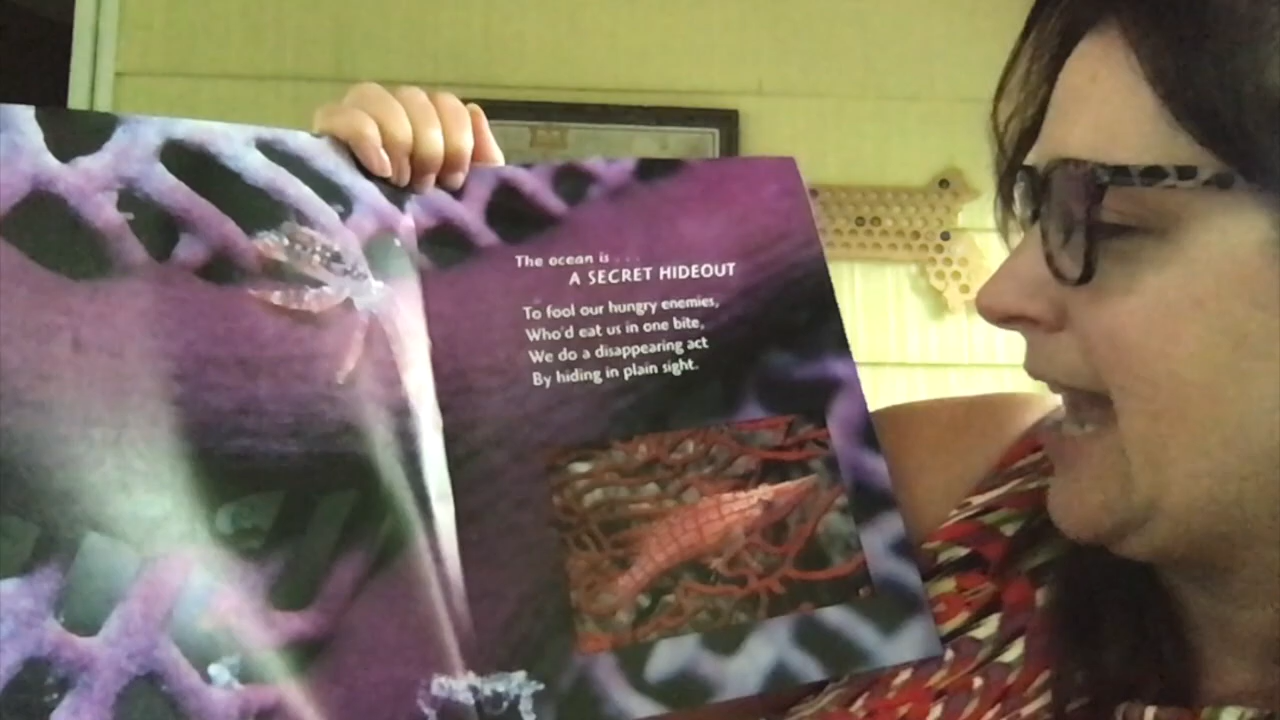 The ocean is . . .
A SECRET HIDEOUT
To fool our hungry enemies,
Who'd eat us in one bite,
We do a disappearing act
By hiding in plain sight.